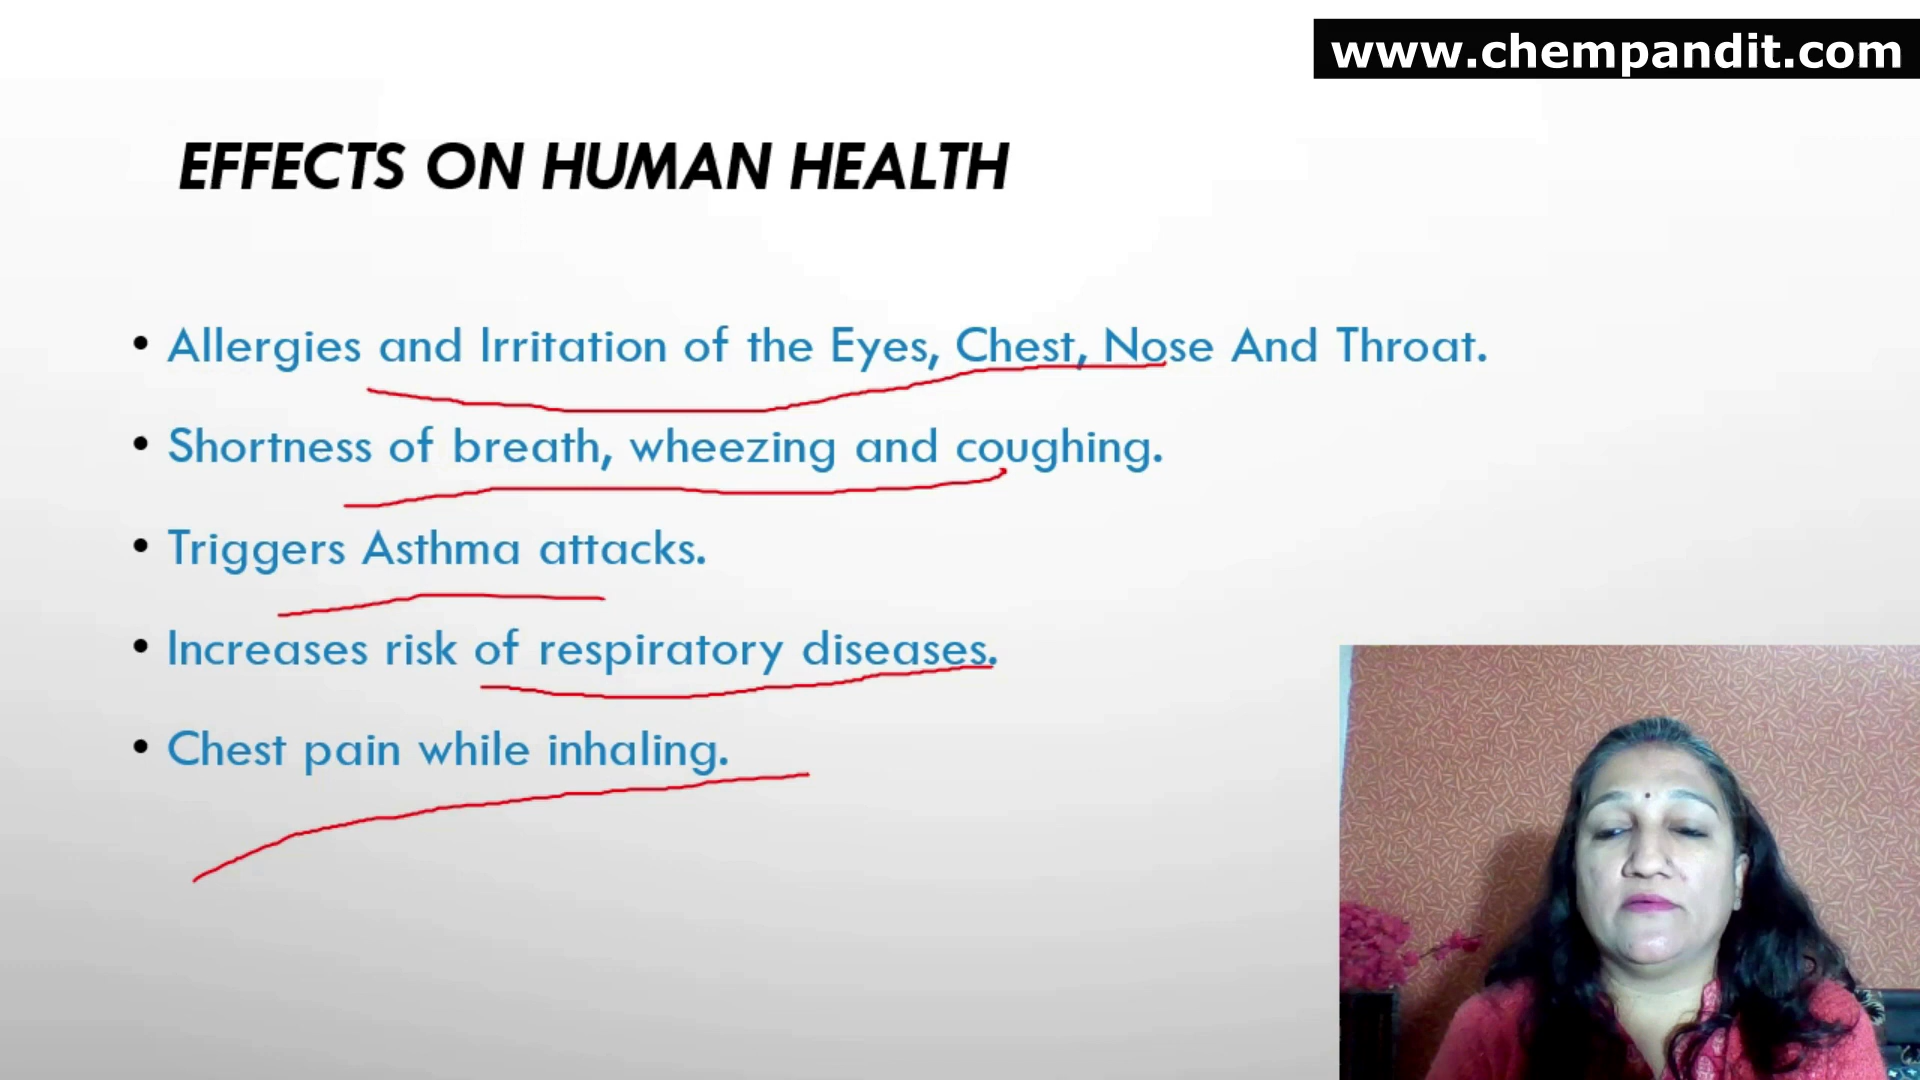 www.chempandit.com
EFFECTS ON HUMAN HEALTH
• Allergies and Irritation of the Eyes, Chest, Nose And Throat.
• Shortness of breath, wheezing and coughing.
• Triggers Asthma attacks.
• Increases risk of respiratory diseases.
• Chest pain while inhaling.